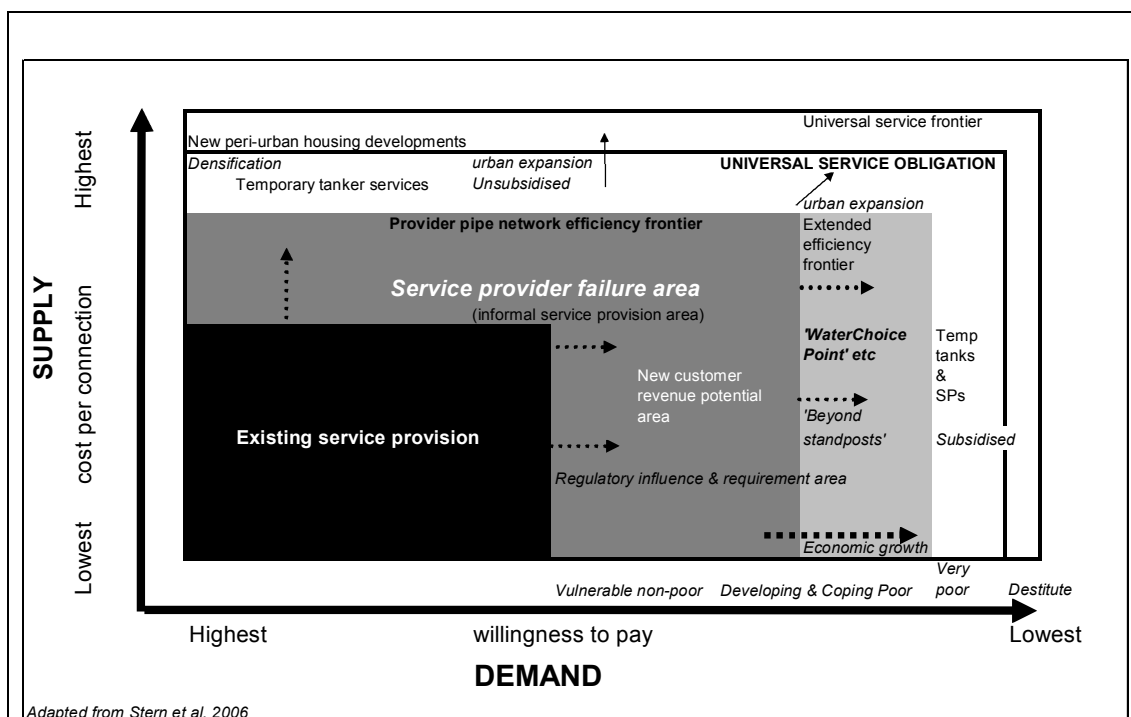 Universal service frontier
New peri-urban housing developments
Densification
urban expansion
UNIVERSAL SERVICE OBLIGATION
Temporary tanker services
Unsubsidised
urban expansion
Provider pipe network efficiency frontier
Extended
efficiency
frontier
Service provider failure area
(informal service provision area)
'WaterChoice
Point' etc
Temp
tanks
&
SPs
New customer
revenue potential
area
'Beyond
standposts'
Subsidised
Existing service provision
Regulatory influence & requirement area
Economic growth
SUPPLY
Highest
cost per connection
Lowest
Vulnerable non-poor
Developing & Coping Poor
Very
poor
Destitute
Highest
willingness to pay
Lowest
DEMAND
Adapted from Stern et al. 2006